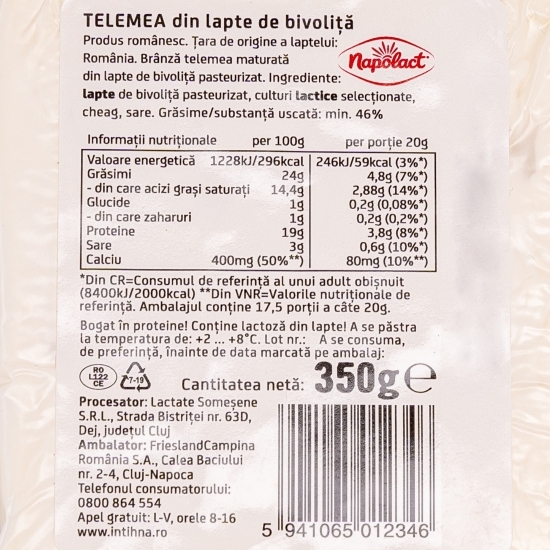 TELEMEA din lapte de bivoliță
Produs românesc. Țara de origine a laptelui:
România. Brânză telemea maturată
Napolact
din lapte de bivoliță pasteurizat. Ingrediente:
lapte de bivoliță pasteurizat, culturi lactice selecționate,
cheag, sare. Grăsime/substanță uscată: min. 46%
Informații nutriționale per 100g per porție 20g
Valoare energetică 1228kJ/296kcal 246kJ/59kcal (3%*)
Grăsimi 24g 4,8g (7%*)
- din care acizi grași saturați 14,4g 2,88g (14%*)
Glucide 1g 0,2g (0,08%*)
- din care zaharuri 1g 0,2g (0,2%*)
Proteine 19g 3,8g (8%*)
Sare 3g 0,6g (10%*)
Calciu 400mg (50%**) 80mg (10%**)
*Din CR=Consumul de referință al unui adult obișnuit
(8400kJ/2000kcal) **Din VNR=Valorile nutriționale de
referință. Ambalajul conține 17,5 porții a câte 20g.
Bogat în proteine! Conține lactoză din lapte! A se păstra
la temperatura de: +2 ... +8°C. Lot nr.: A se consuma,
de preferință, înainte de data marcată pe ambalaj:
RO
L122
CE
7-19
Cantitatea netă: 350g e
Procesator: Lactate Someșene
S.R.L., Strada Bistriței nr. 63D,
Dej, județul Cluj
Ambalator: FrieslandCampina
România S.A., Calea Baciului
nr. 2-4, Cluj-Napoca
Telefonul consumatorului:
0800 864 554
Apel gratuit: L-V, orele 8-16
www.intihna.ro
5 941065 012346